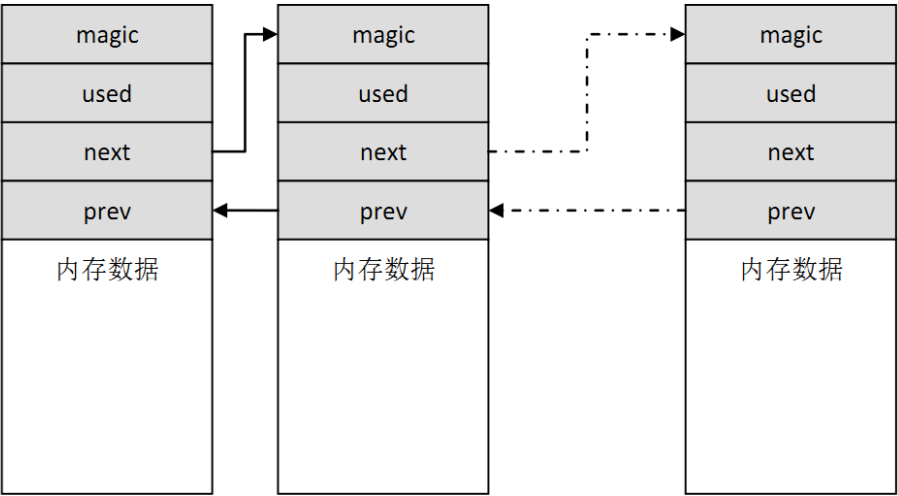 magic
used
next
prev
内存数据
magic
used
next
prev
内存数据
magic
used
next
prev
内存数据